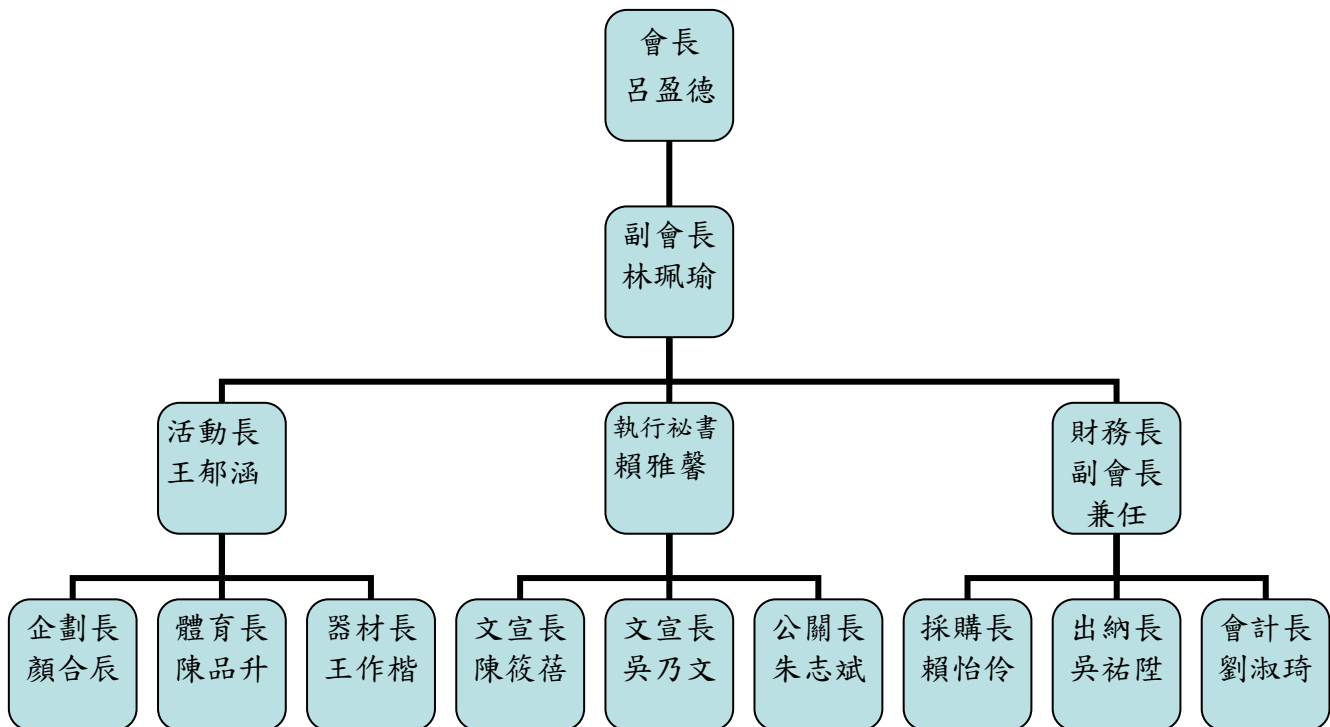 會長
呂盈德
副會長
林珮瑜
活動長
王郁涵
執行祕書
賴雅馨
財務長
副會長
兼任
企劃長
顏合辰
體育長
陳品升
器材長
王作楷
文宣長
陳筱蓓
文宣長
吳乃文
公關長
朱志斌
採購長
賴怡伶
出納長
吳祐陞
會計長
劉淑琦